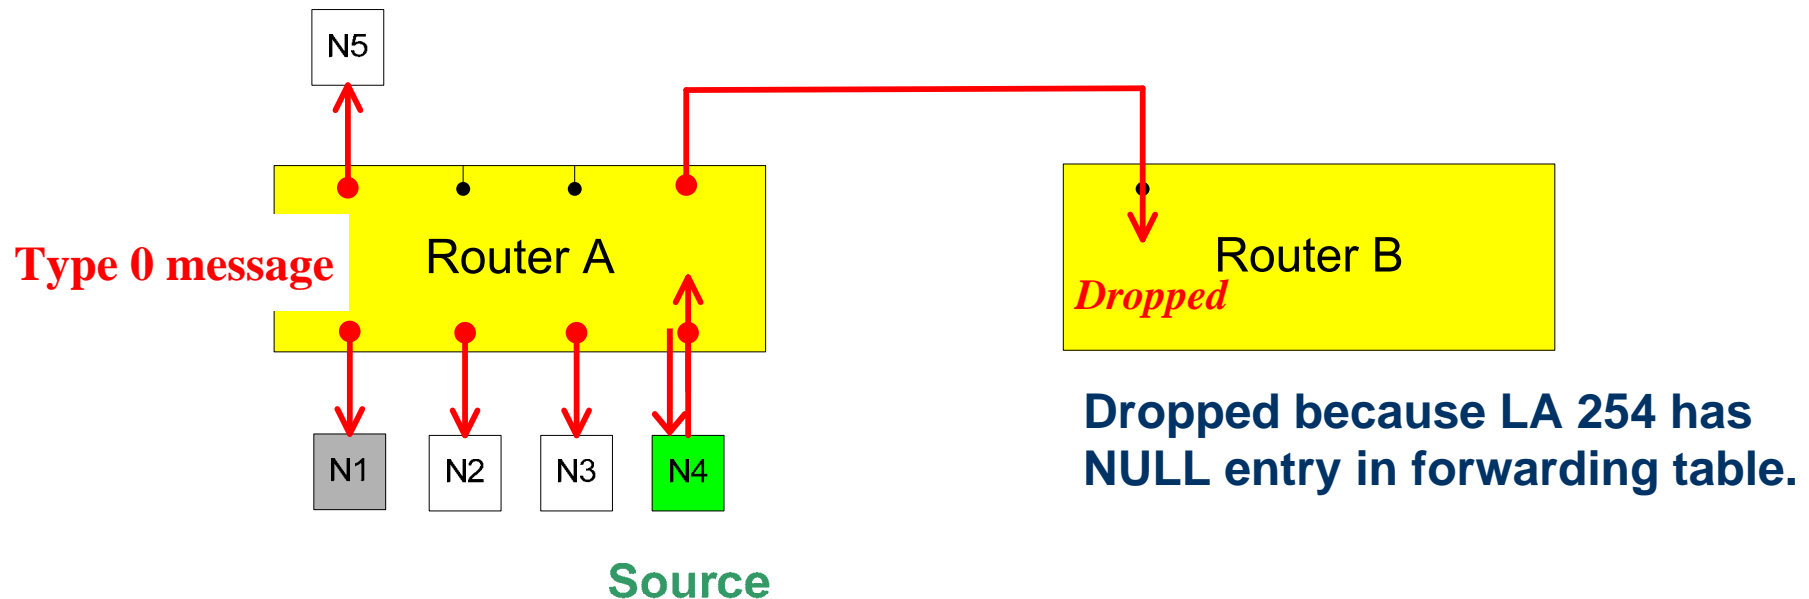 N5
Router A
Router B
Type 0 message
Dropped
Dropped because LA 254 has
NULL entry in forwarding table.
N1
N2
N3
N4
Source